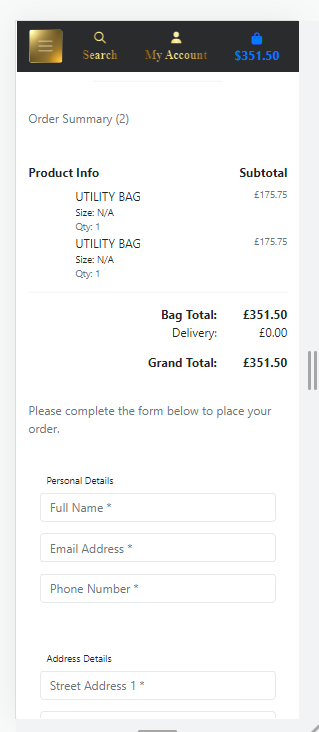 Search
My Account
$351.50
Order Summary (2)
Product Info Subtotal
UTILITY BAG £175.75
Size: N/A
Qty: 1
UTILITY BAG £175.75
Size: N/A
Qty: 1
Bag Total: £351.50
Delivery: £0.00
Grand Total: £351.50
Please complete the form below to place your
order.
Personal Details
Full Name *
Email Address *
Phone Number *
Address Details
Street Address 1 *